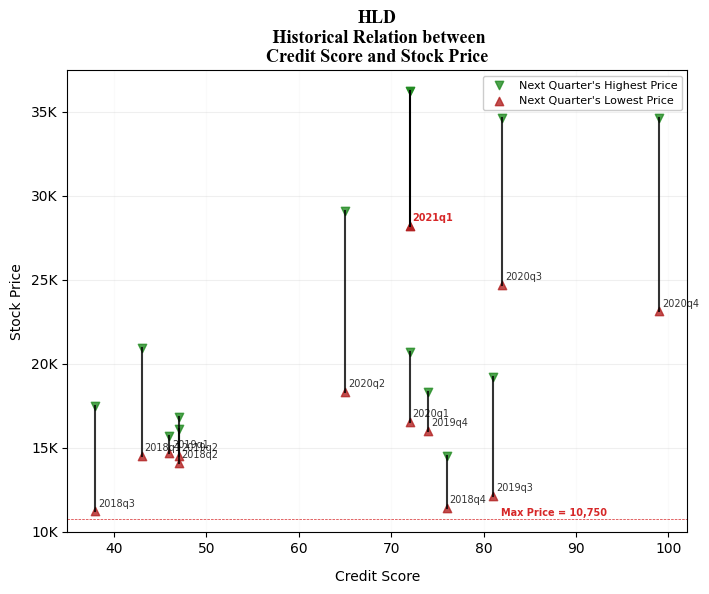 HLD
Historical Relation between
Credit Score and Stock Price
Next Quarter's Highest Price
Next Quarter's Lowest Price
35K
30K
25K
20K
15K
10K
Stock Price
2021q1
2020q3
2020q4
2020q2
2020q1
2019q4
2018q1
2019q1
2019q2
2018q2
2018q3
2018q4
2019q3
Max Price = 10,750
40 50 60 70 80 90 100
Credit Score